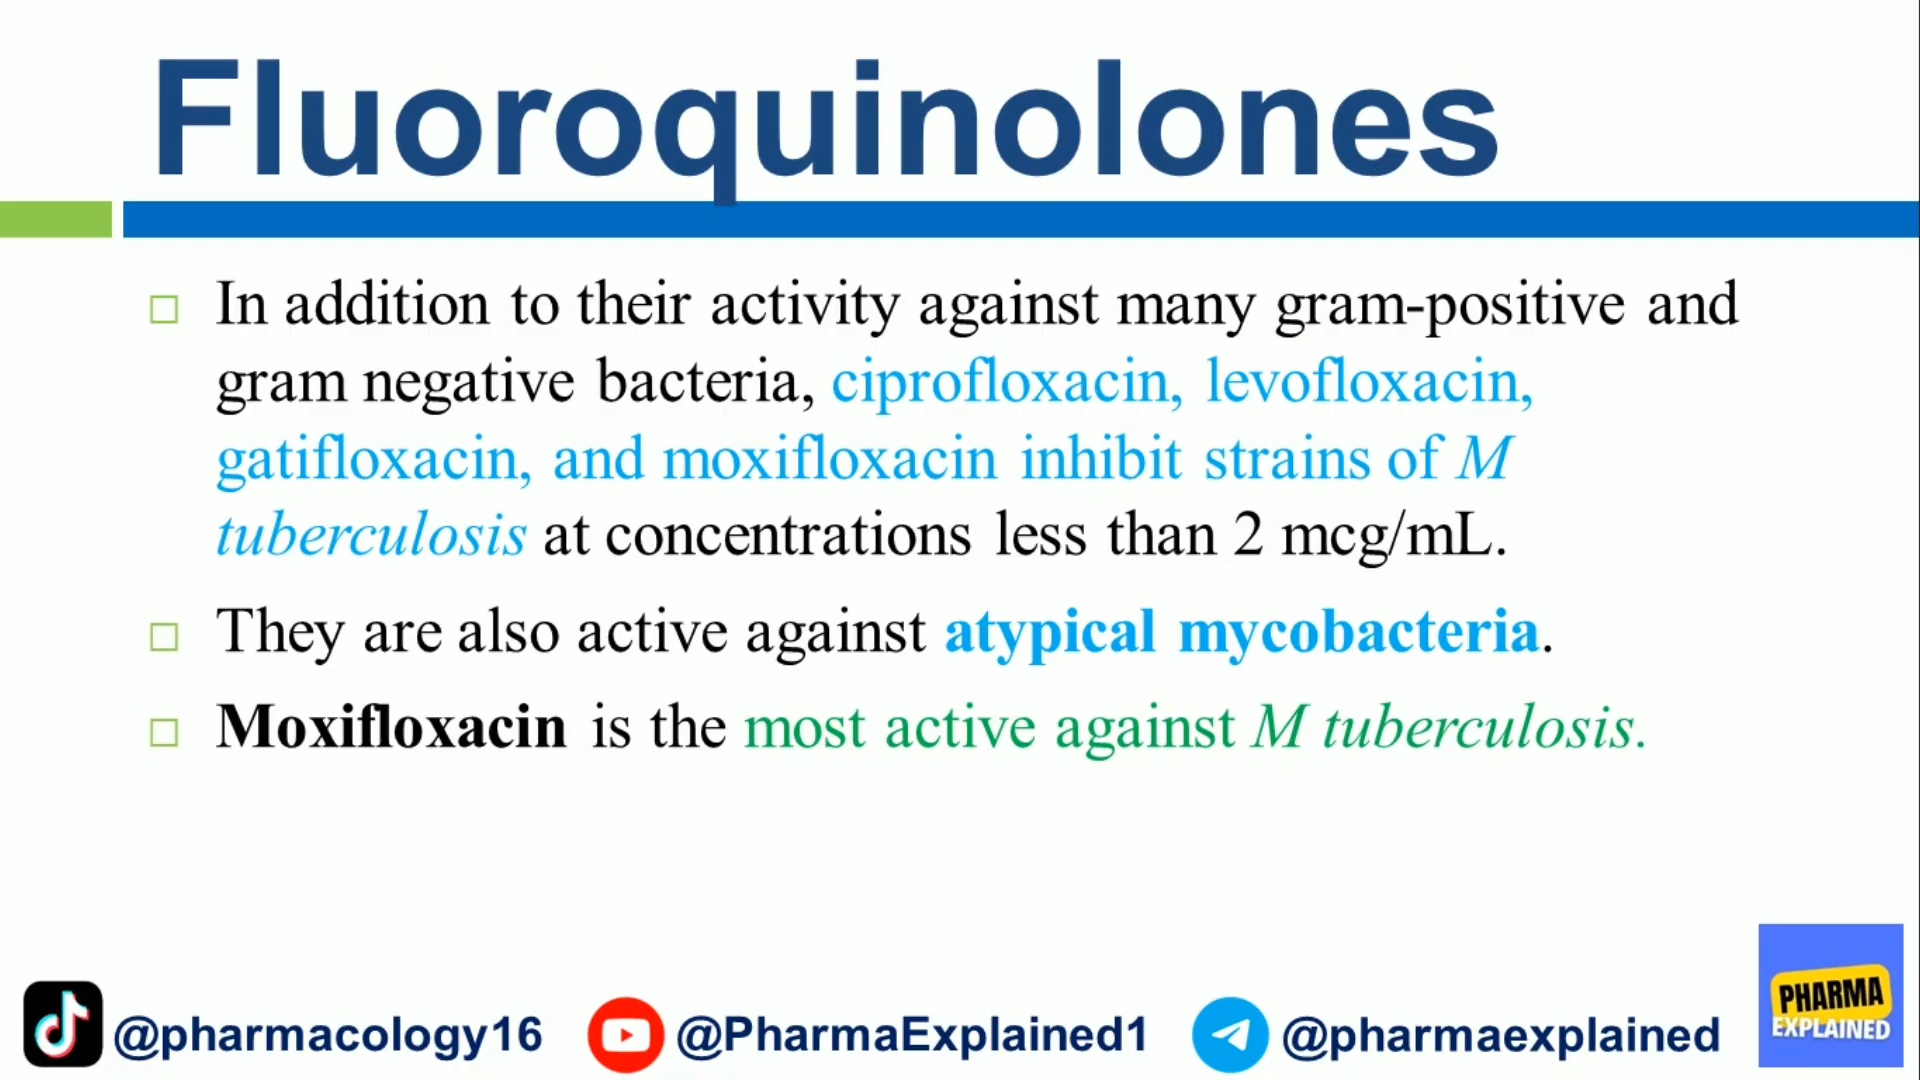 Fluoroquinolones
In addition to their activity against many gram-positive and
gram negative bacteria, ciprofloxacin, levofloxacin,
gatifloxacin, and moxifloxacin inhibit strains of M
tuberculosis at concentrations less than 2 mcg/mL.
They are also active against atypical mycobacteria.
Moxifloxacin is the most active against M tuberculosis.
@pharmacology16 @PharmaExplained1 @pharmaexplained
PHARMA
EXPLAINED